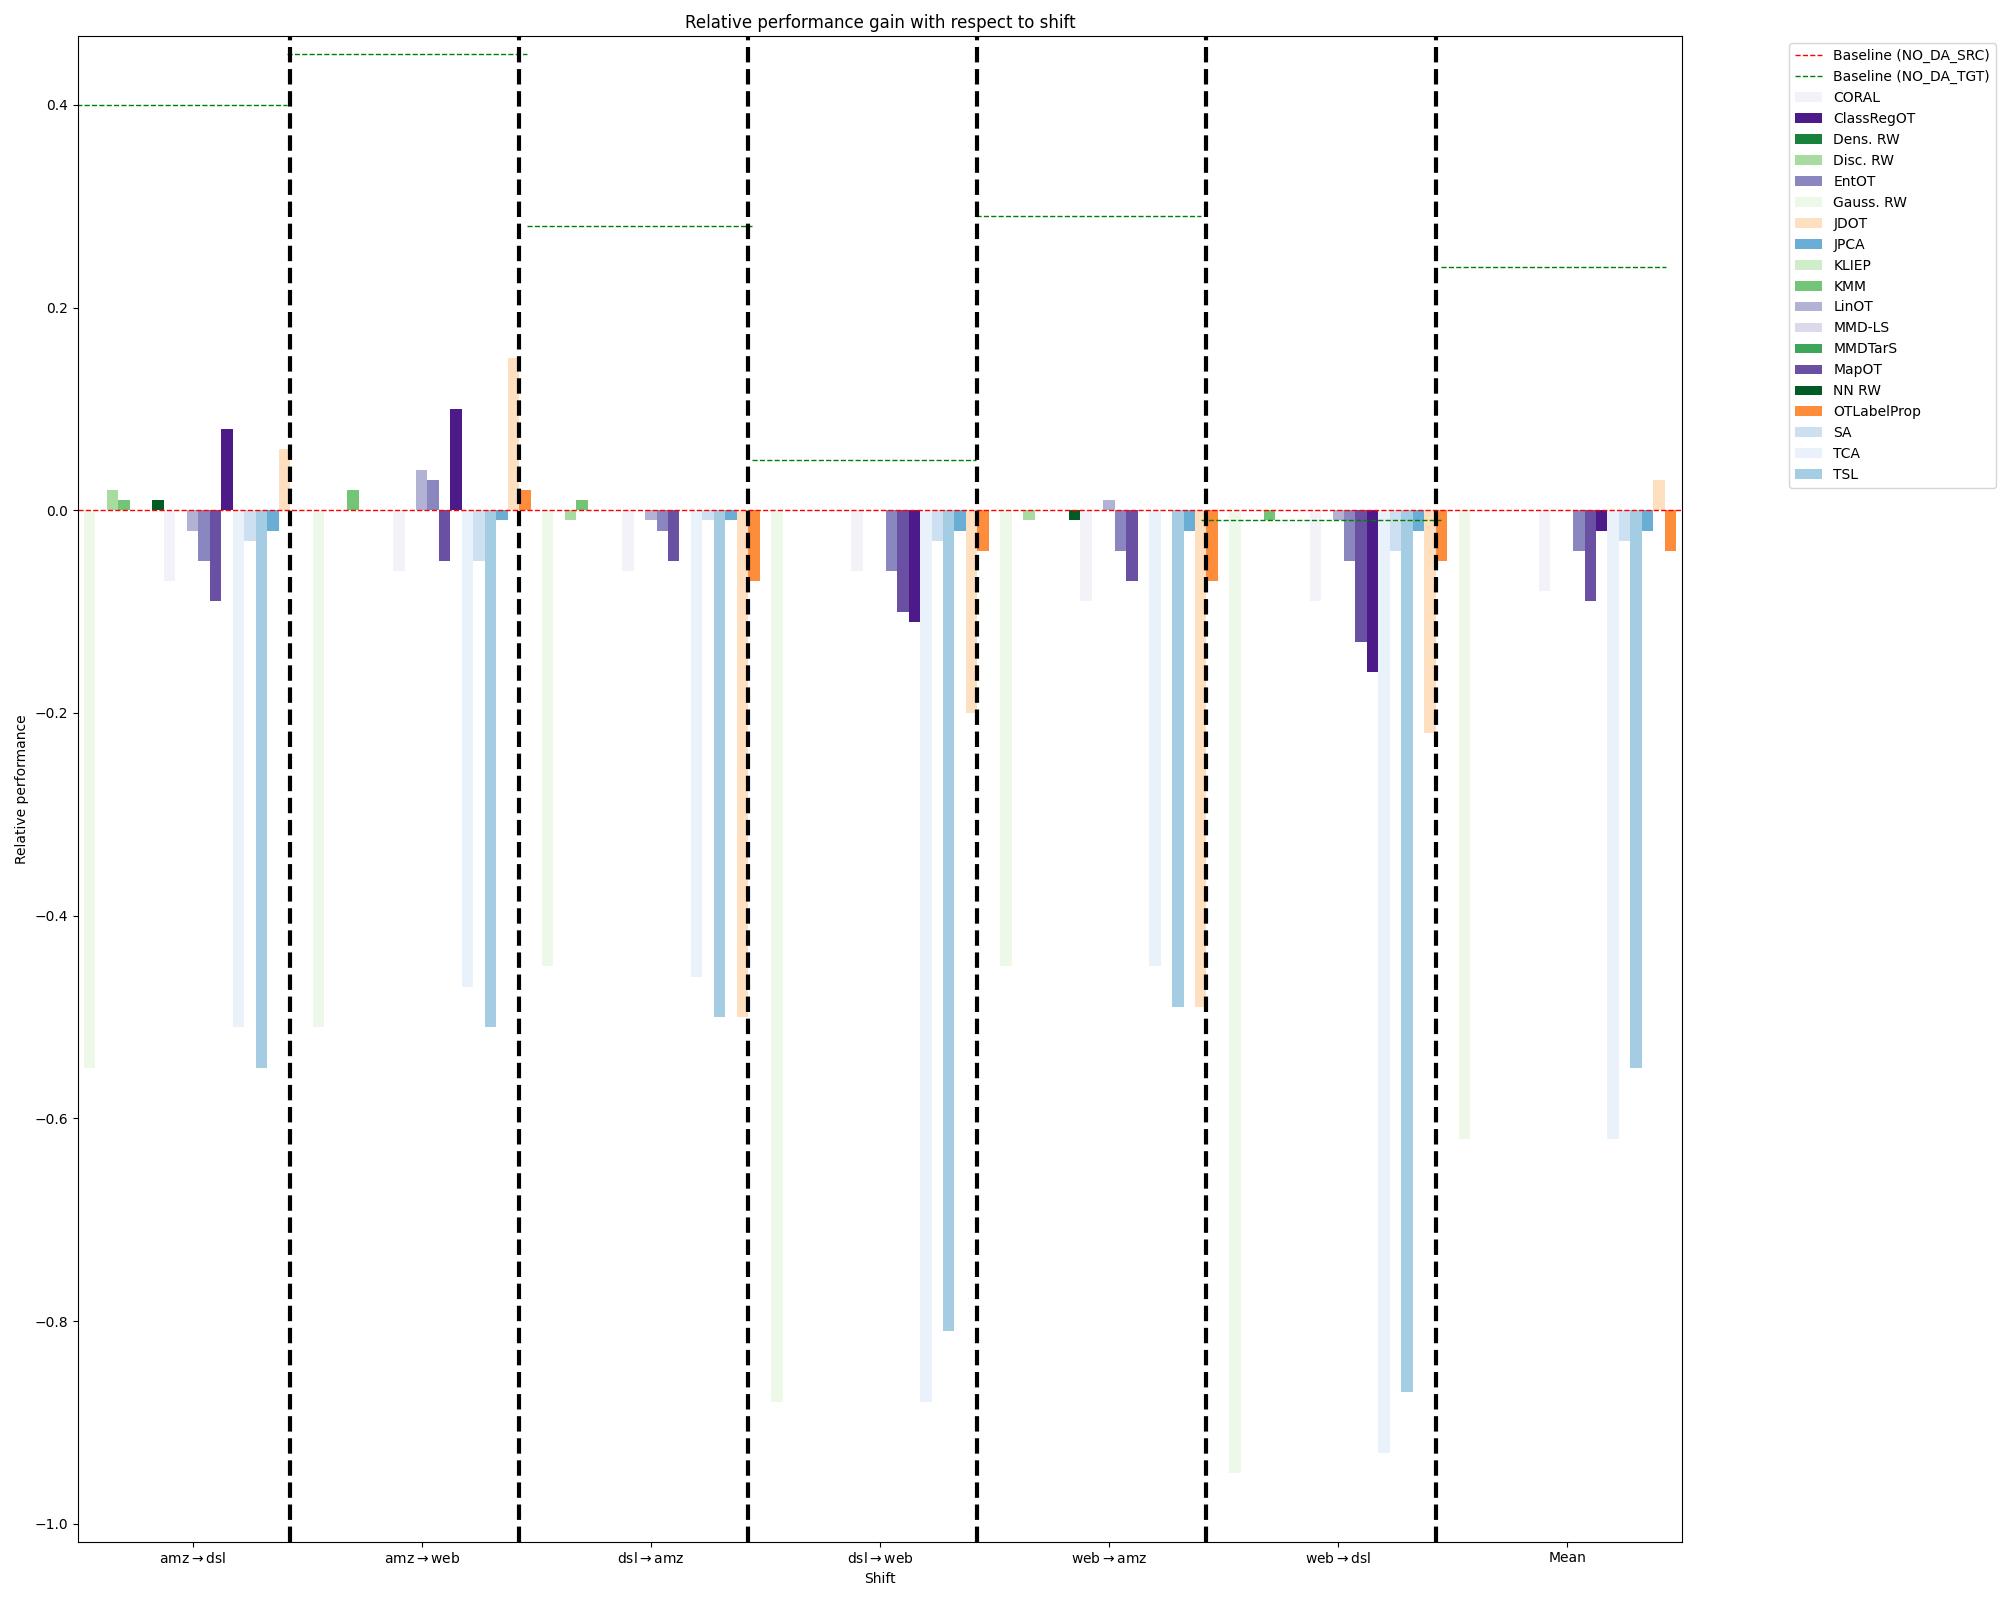 Relative performance gain with respect to shift
Relative performance
0.4
0.2
0.0
−0.2
−0.4
−0.6
−0.8
−1.0
amz→dsl
amz→web
dsl→amz
dsl→web
web→amz
web→dsl
Mean
Shift
Baseline (NO_DA_SRC)
Baseline (NO_DA_TGT)
CORAL
ClassRegOT
Dens. RW
Disc. RW
EntOT
Gauss. RW
JDOT
JPCA
KLIEP
KMM
LinOT
MMD-LS
MMDTarS
MapOT
NN RW
OTLabelProp
SA
TCA
TSL